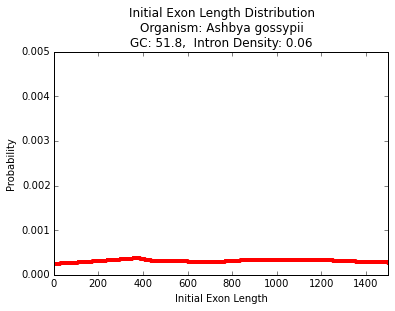 Initial Exon Length Distribution
Organism: Ashbya gossypii
GC: 51.8,  Intron Density: 0.06
0.005
0.004
0.003
0.002
0.001
0.000
Probability
0 200 400 600 800 1000 1200 1400
Initial Exon Length